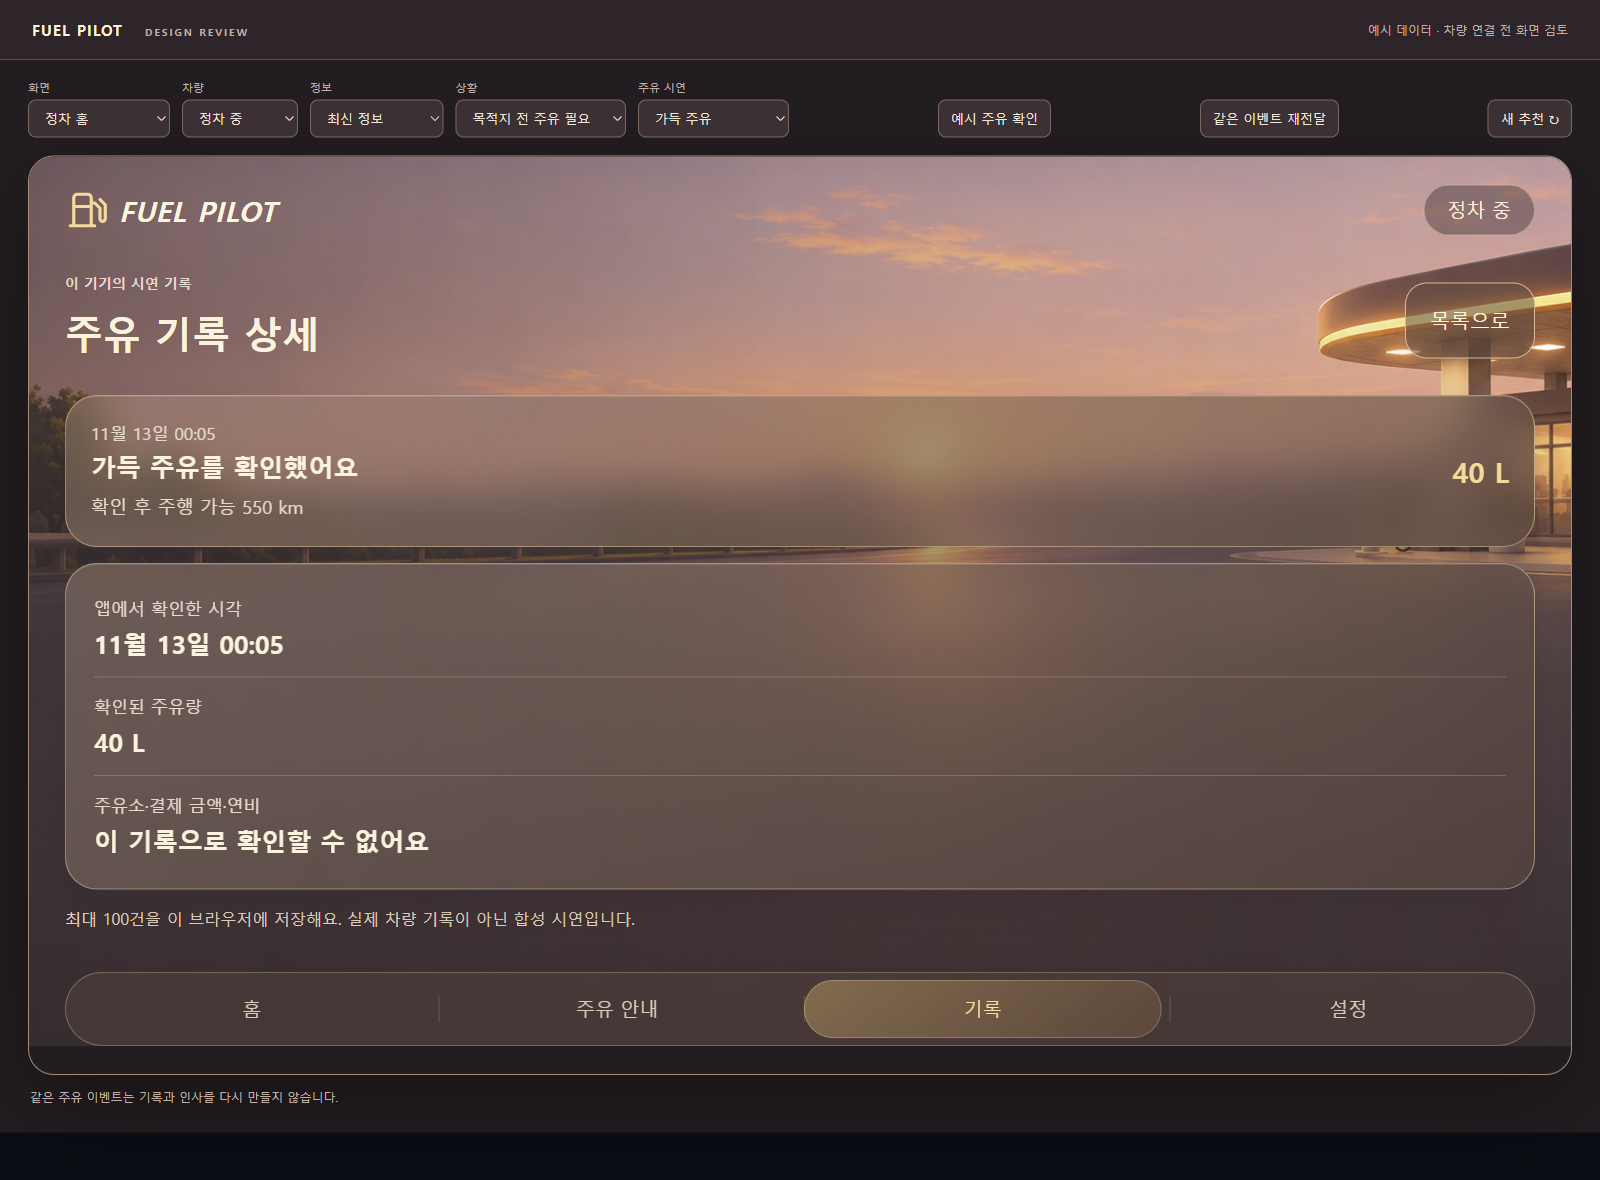 FUEL PILOT DESIGN REVIEW
예시 데이터 · 차량 연결 전 화면 검토
화면 차량 정보 상황 주유 시연
정차 홈 정차 중 최신 정보 목적지 전 주유 필요 가득 주유 예시 주유 확인 같은 이벤트 재전달 새 추천 ↻
FUEL PILOT
정차 중
이 기기의 시연 기록
주유 기록 상세
목록으로
11월 13일 00:05
가득 주유를 확인했어요
확인 후 주행 가능 550 km
40 L
앱에서 확인한 시각
11월 13일 00:05
확인된 주유량
40 L
주유소·결제 금액·연비
이 기록으로 확인할 수 없어요
최대 100건을 이 브라우저에 저장해요. 실제 차량 기록이 아닌 합성 시연입니다.
홈 주유 안내 기록 설정
같은 주유 이벤트는 기록과 인사를 다시 만들지 않습니다.